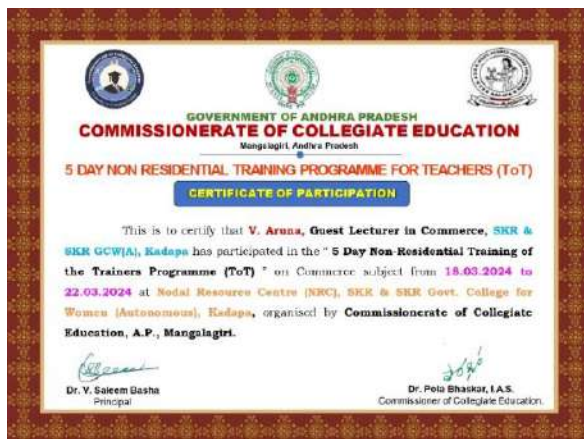 GOVERNMENT OF ANDHRA PRADESH
COMMISSIONERATE OF COLLEGIATE EDUCATION
Mangalagiri, Andhra Pradesh
5 DAY NON RESIDENTIAL TRAINING PROGRAMME FOR TEACHERS (ToT)
CERTIFICATE OF PARTICIPATION
This is to certify that V. Aruna, Guest Lecturer in Commerce, SKR &
SKR GCW(A), Kadapa has participated in the " 5 Day Non-Residential Training of
the Trainers Programme (ToT) " on Commerce subject from 18.03.2024 to
22.03.2024 at Nodal Resource Centre (NRC), SKR & SKR Govt. College for
Women (Autonomous), Kadapa, organised by Commissionerate of Collegiate
Education, A.P., Mangalagiri.
Dr. V. Saleem Basha
Principal
Dr. Pola Bhaskar, I.A.S.
Commissioner of Collegiate Education.